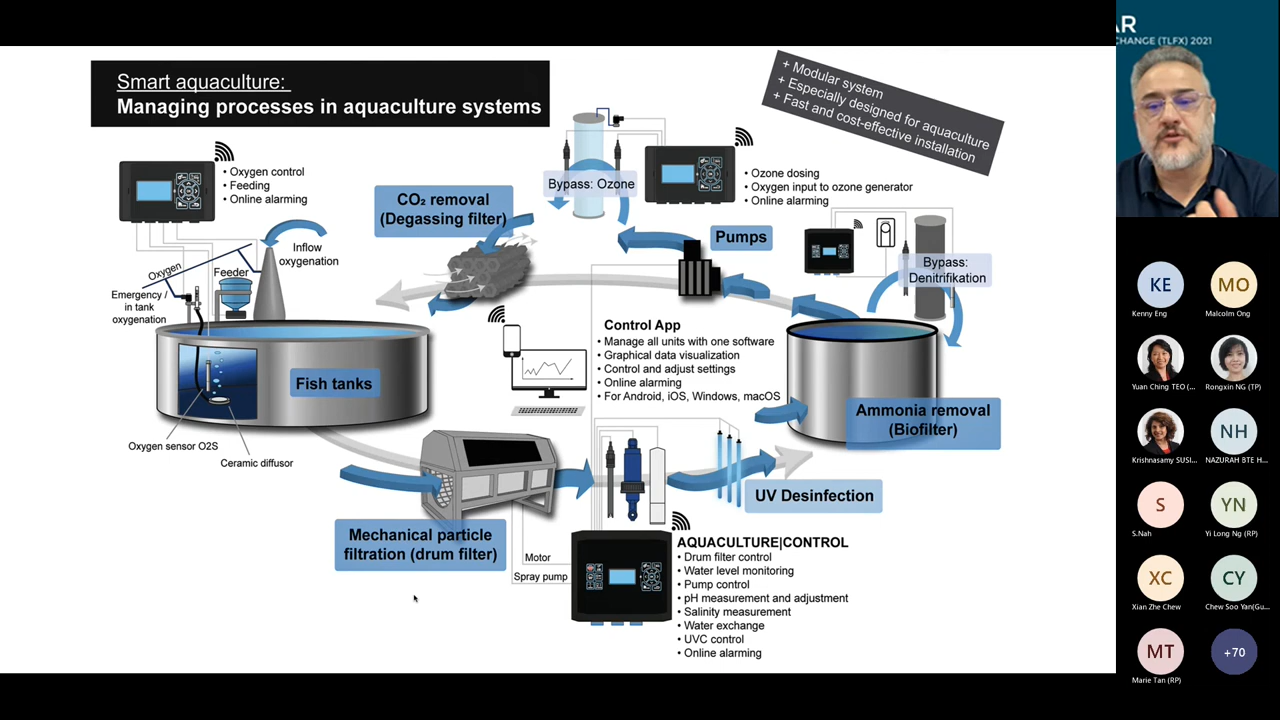 Smart aquaculture:
Managing processes in aquaculture systems
+ Modular system
+ Especially designed for aquaculture
+ Fast and cost-effective installation
• Oxygen control
• Feeding
• Online alarming
CO₂ removal
(Degassing filter)
Bypass: Ozone
• Ozone dosing
• Oxygen input to ozone generator
• Online alarming
Pumps
Bypass:
Denitrifikation
Inflow
oxygenation
Oxygen
Feeder
Emergency /
in tank
oxygenation
Fish tanks
Oxygen sensor O2S
Ceramic diffusor
Control App
• Manage all units with one software
• Graphical data visualization
• Control and adjust settings
• Online alarming
• For Android, iOS, Windows, macOS
Ammonia removal
(Biofilter)
UV Desinfection
Mechanical particle
filtration (drum filter)
Motor
Spray pump
AQUACULTURE|CONTROL
• Drum filter control
• Water level monitoring
• Pump control
• pH measurement and adjustment
• Salinity measurement
• Water exchange
• UVC control
• Online alarming
AR
CHANGE (TLFX) 2021
KE
Kenny Eng
MO
Malcolm Ong
Yuan Ching TEO (...
Rongxin NG (TP)
Krishnasamy SUSI...
NH
NAZURAH BTE H...
S
S.Nah
YN
Yi Long Ng (RP)
XC
Xian Zhe Chew
CY
Chew Soo Yan(Gu...
MT
Marie Tan (RP)
+70